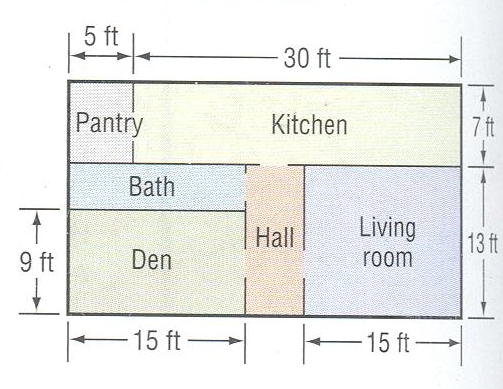 5 ft
30 ft
Pantry
Kitchen
7 ft
Bath
Hall
Living
room
13 ft
9 ft
Den
15 ft
15 ft